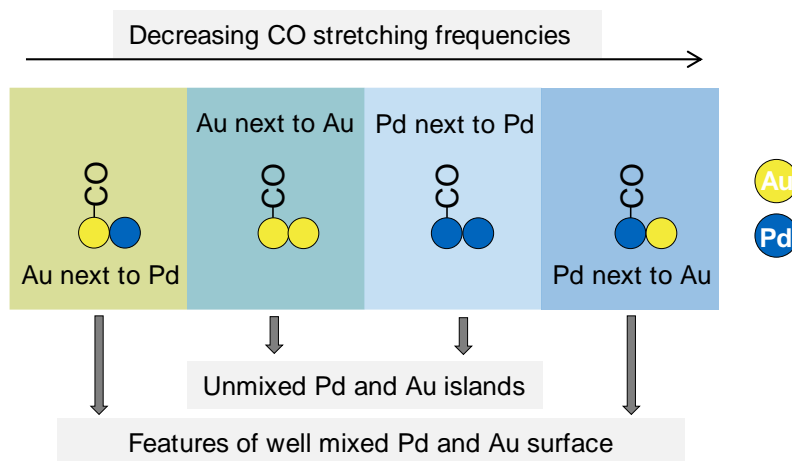 Decreasing CO stretching frequencies
Au next to Au
Pd next to Pd
CO
CO
CO
CO
Au
Pd
Au next to Pd
Pd next to Au
Unmixed Pd and Au islands
Features of well mixed Pd and Au surface